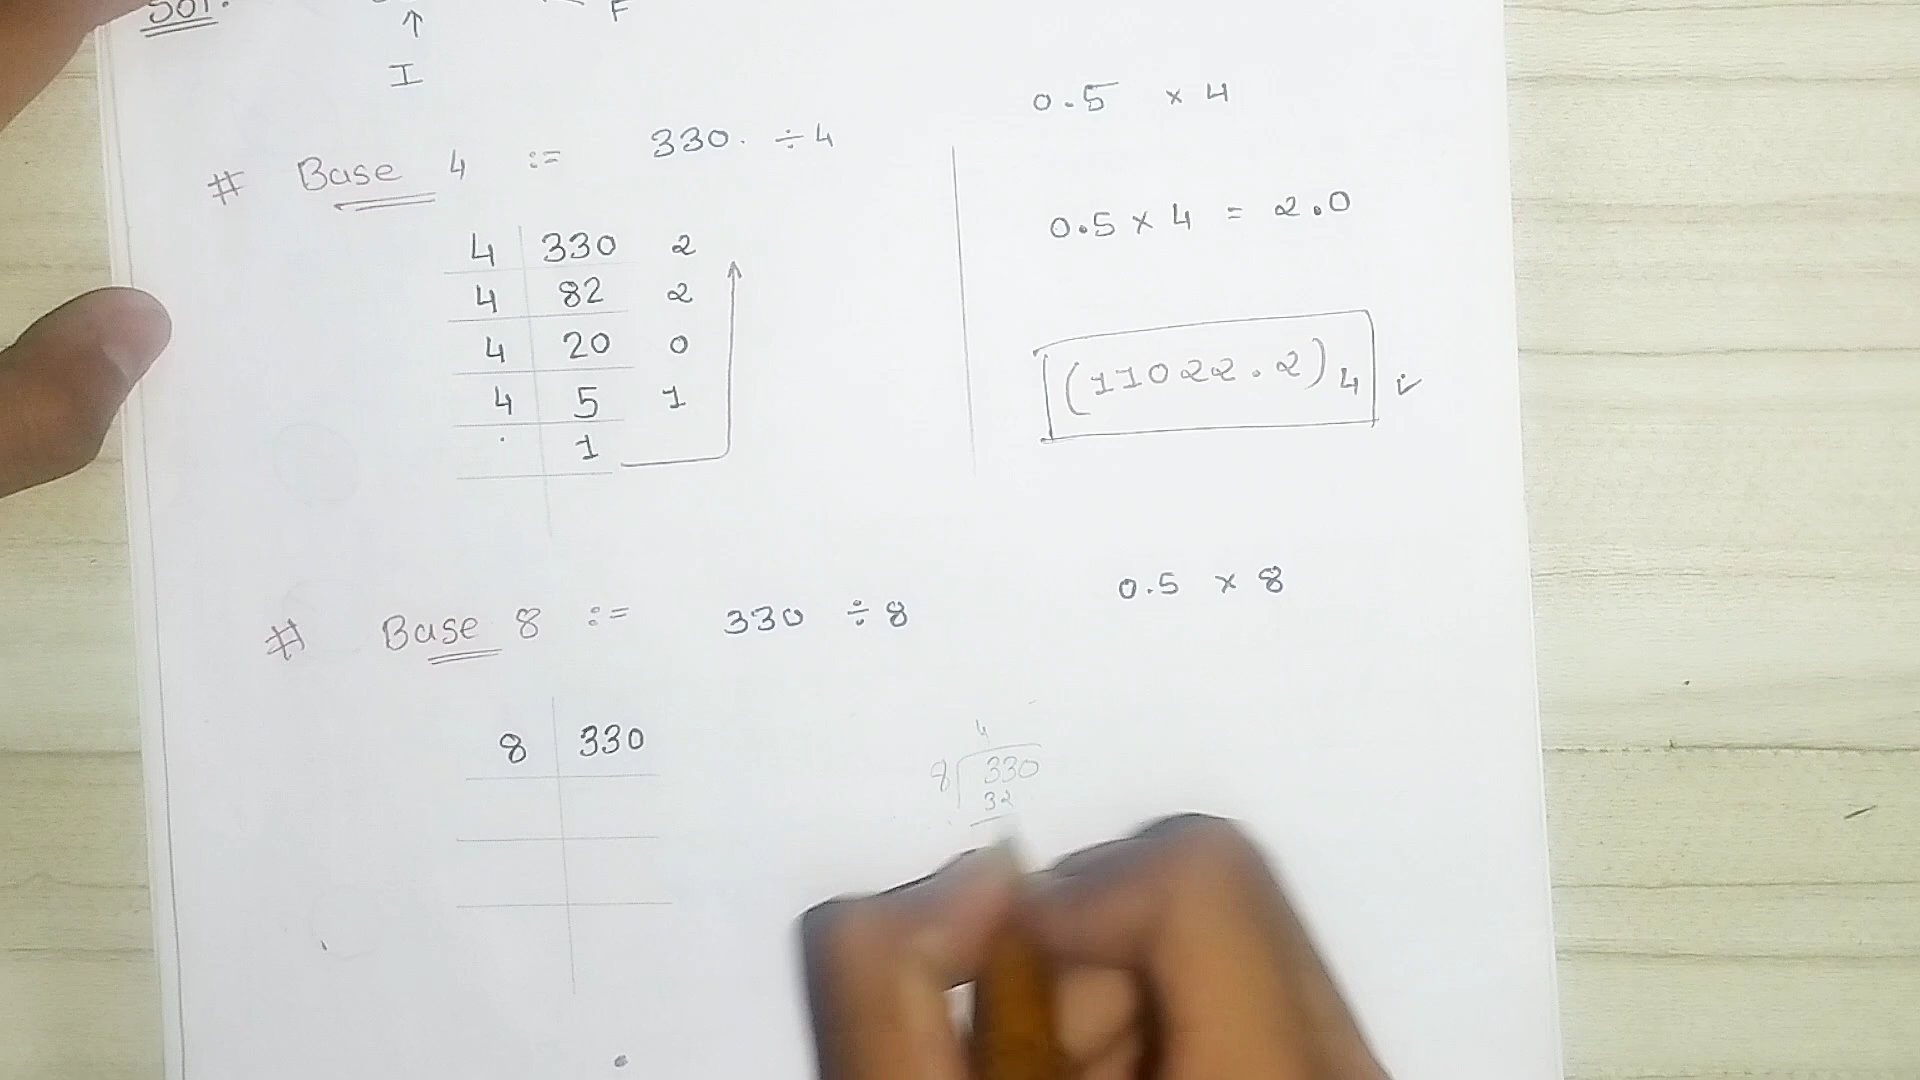 Sol.
↑ F
I
# Base 4 := 330. ÷ 4
4 330 2
4 82 2
4 20 0
4 5 1
1
0.5 × 4
0.5 × 4 = 2.0
(11022.2)4 ✓
# Base 8 := 330 ÷ 8
0.5 × 8
8 330
4
8 330
32